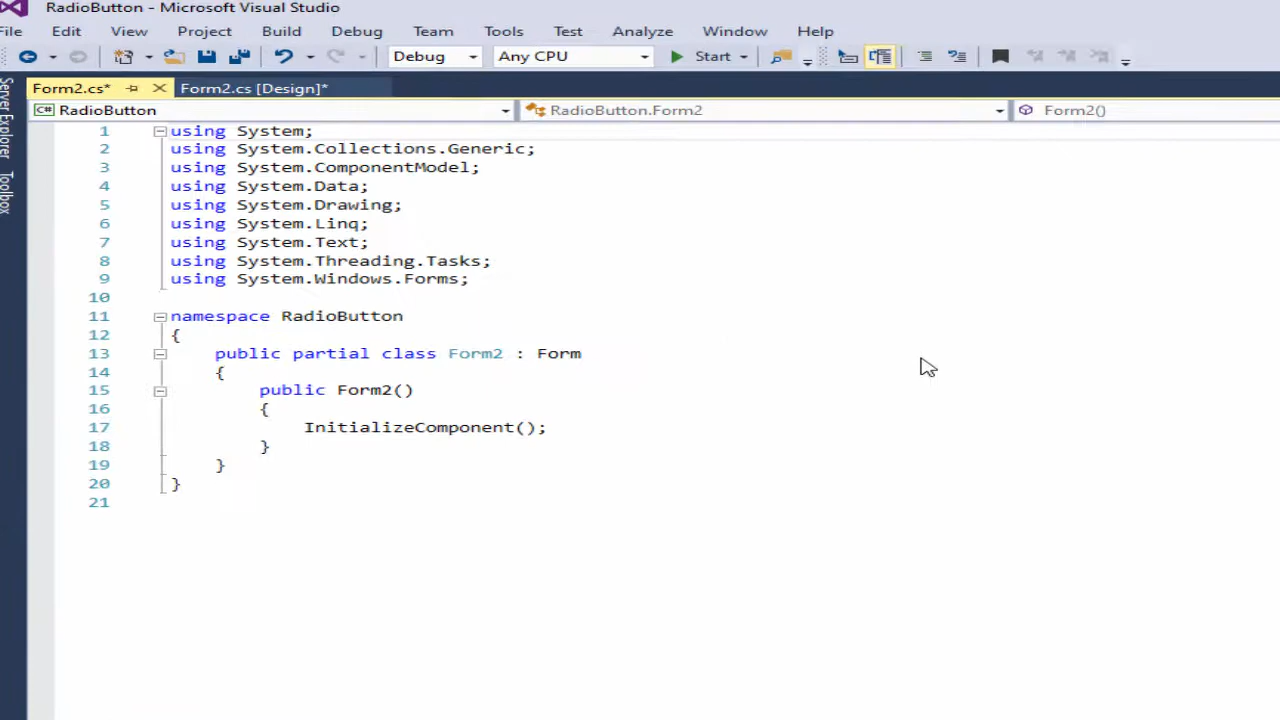 RadioButton - Microsoft Visual Studio
File Edit View Project Build Debug Team Tools Test Analyze Window Help
Debug Any CPU Start
Form2.cs* Form2.cs [Design]*
C# RadioButton RadioButton.Form2 Form2()
Server Explorer
Toolbox
1 using System;
2 using System.Collections.Generic;
3 using System.ComponentModel;
4 using System.Data;
5 using System.Drawing;
6 using System.Linq;
7 using System.Text;
8 using System.Threading.Tasks;
9 using System.Windows.Forms;
10
11 namespace RadioButton
12 {
13 public partial class Form2 : Form
14 {
15 public Form2()
16 {
17 InitializeComponent();
18 }
19 }
20 }
21